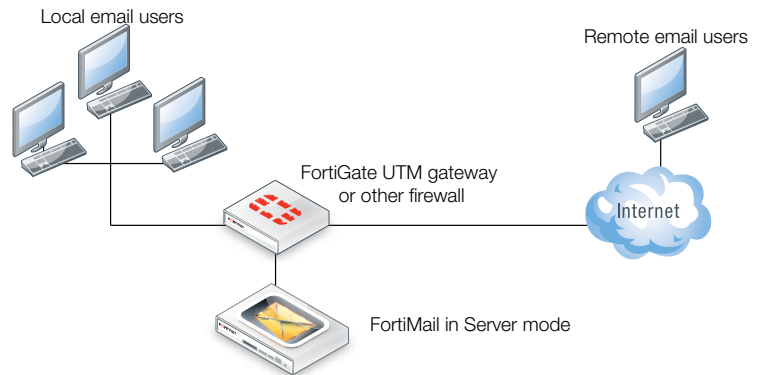 Local email users
Remote email users
FortiGate UTM gateway
or other firewall
Internet
FortiMail in Server mode